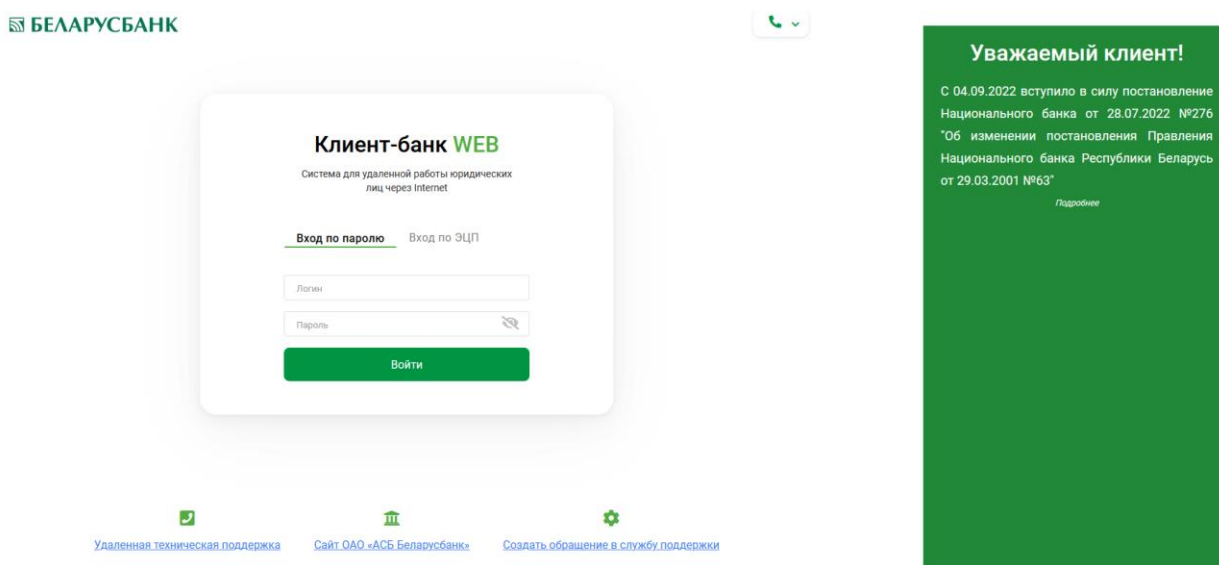 БЕЛАРУСБАНК
Клиент-банк WEB
Система для удаленной работы юридических
лиц через Internet
Вход по паролю Вход по ЭЦП
Логин
Пароль
Войти
Удаленная техническая поддержка Сайт ОАО «АСБ Беларусбанк» Создать обращение в службу поддержки
Уважаемый клиент!
С 04.09.2022 вступило в силу постановление
Национального банка от 28.07.2022 №276
"Об изменении постановления Правления
Национального банка Республики Беларусь
от 29.03.2001 №63"
Подробнее